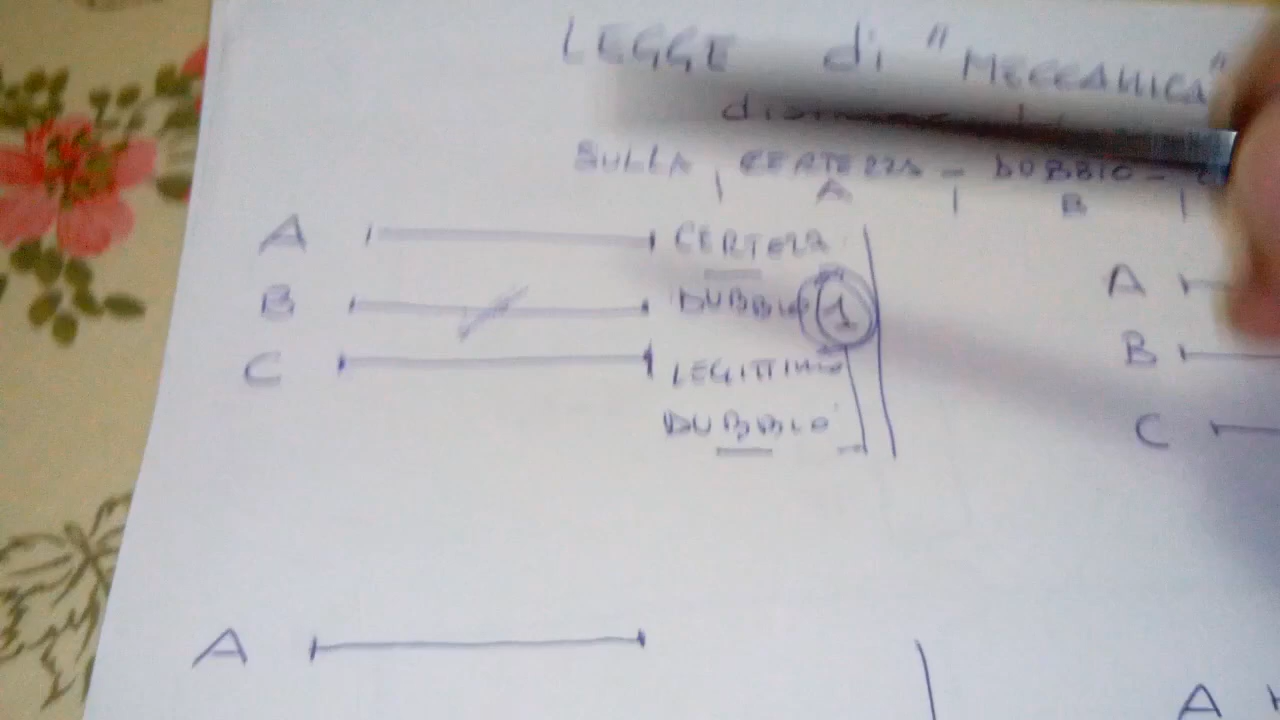 LEGGE di "MECCANICA"
SULLA CERTEZZA - DUBBIO -
A B
A CERTEZZA
B DUBBIO 1
C LEGITTIMO
DUBBIO
A
B
C
A
A